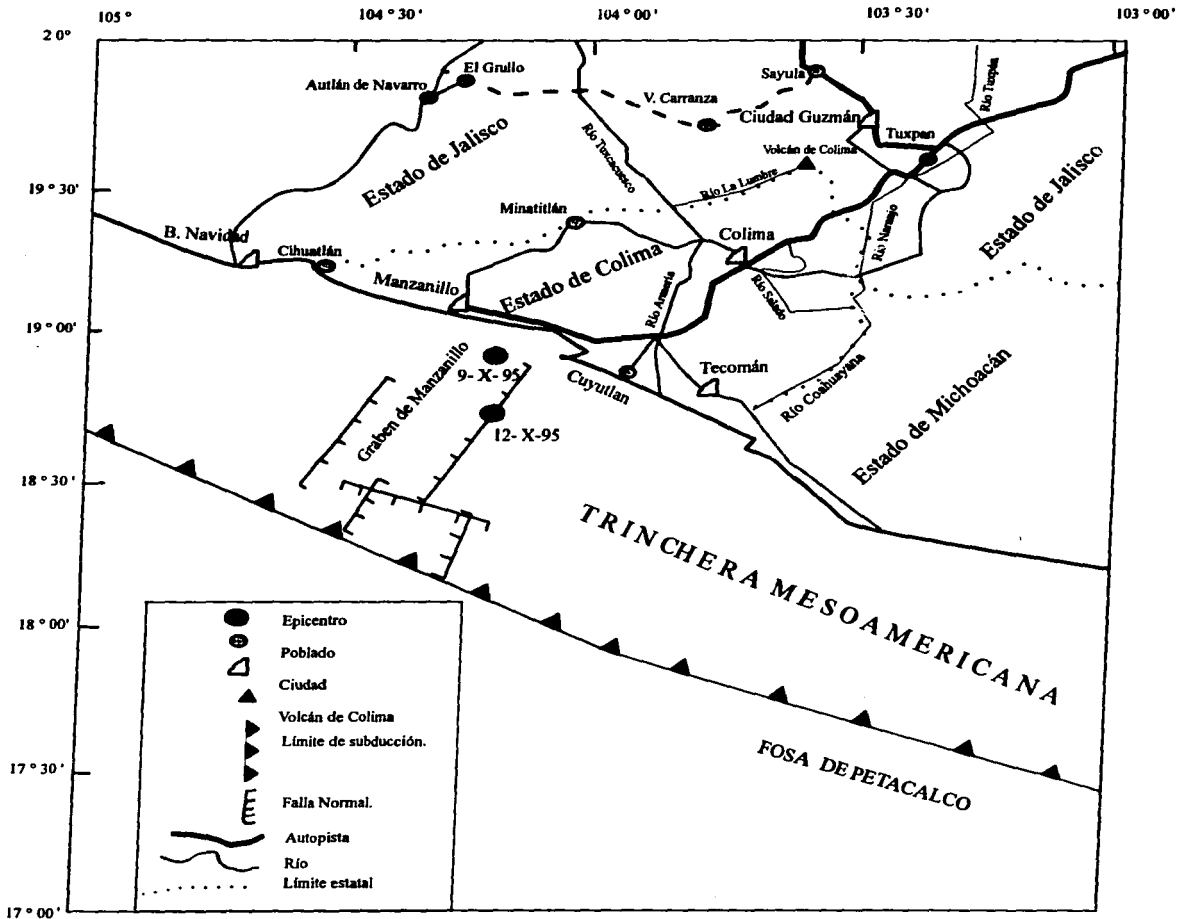 105°
104° 30'
104° 00'
103° 30'
103° 00'
20°
19° 30'
19° 00'
18° 30'
18° 00'
17° 30'
17° 00'
El Grullo
Autlán de Navarro
V. Carranza
Sayula
Ciudad Guzmán
Tuxpan
Río Tuxpán
Volcán de Colima
Río Tuxcacuesco
Río La Lumbre
Estado de Jalisco
Estado de Jalisco
Minatitlán
B. Navidad
Cihuatlán
Manzanillo
Estado de Colima
Colima
Río Naranjo
Río Salado
Río Armería
Tecomán
Cuyutlan
Río Coahuayana
Estado de Michoacán
9- X- 95
12- X-95
Graben de Manzanillo
TRINCHERA MESOAMERICANA
FOSA DE PETACALCO
Epicentro
Poblado
Ciudad
Volcán de Colima
Límite de subducción.
Falla Normal.
Autopista
Río
Límite estatal